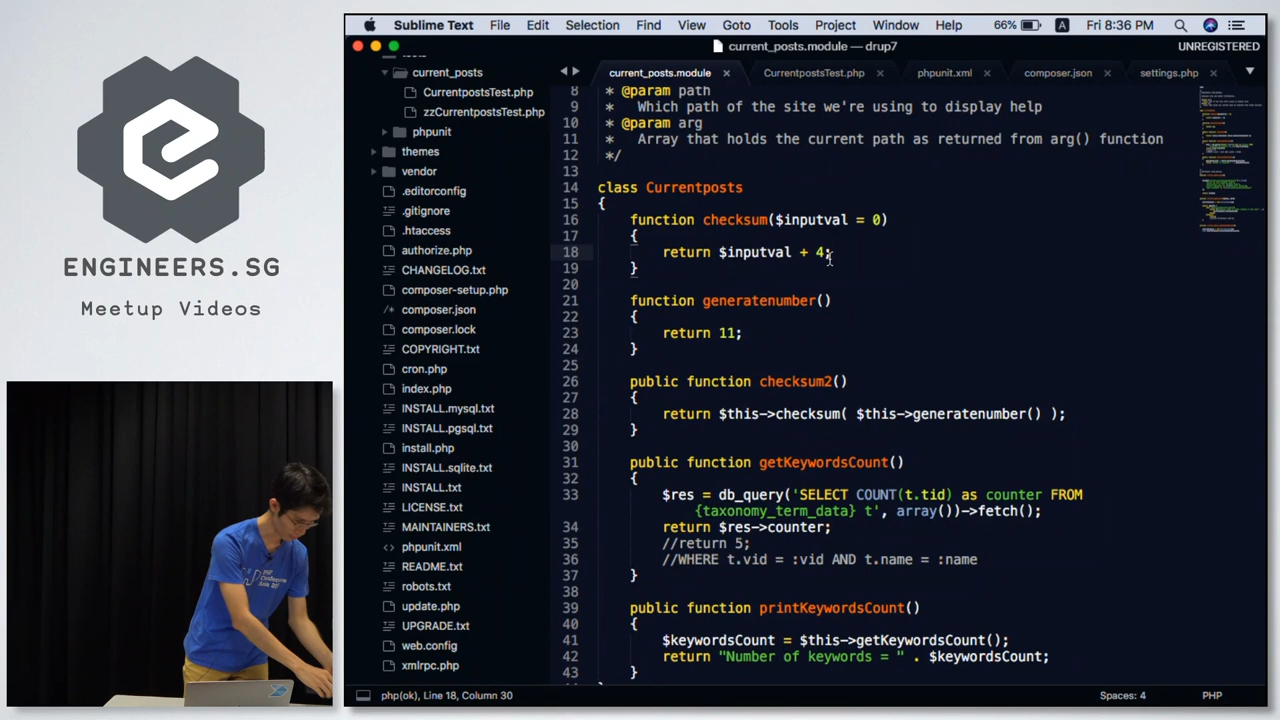 ENGINEERS.SG
Meetup Videos
Sublime Text File Edit Selection Find View Goto Tools Project Window Help 66% A Fri 8:36 PM
current_posts.module — drup7 UNREGISTERED
current_posts.module × CurrentpostsTest.php × phpunit.xml × composer.json × settings.php ×
current_posts
CurrentpostsTest.php
zzCurrentpostsTest.php
phpunit
themes
vendor
.editorconfig
.gitignore
.htaccess
authorize.php
CHANGELOG.txt
composer-setup.php
composer.json
composer.lock
COPYRIGHT.txt
cron.php
index.php
INSTALL.mysql.txt
INSTALL.pgsql.txt
install.php
INSTALL.sqlite.txt
INSTALL.txt
LICENSE.txt
MAINTAINERS.txt
phpunit.xml
README.txt
robots.txt
update.php
UPGRADE.txt
web.config
xmlrpc.php
8 * @param path
9 * Which path of the site we're using to display help
10 * @param arg
11 * Array that holds the current path as returned from arg() function
12 */
13
14 class Currentposts
15 {
16 function checksum($inputval = 0)
17 {
18 return $inputval + 4;
19 }
20
21 function generatenumber()
22 {
23 return 11;
24 }
25
26 public function checksum2()
27 {
28 return $this->checksum( $this->generatenumber() );
29 }
30
31 public function getKeywordsCount()
32 {
33 $res = db_query('SELECT COUNT(t.tid) as counter FROM
{taxonomy_term_data} t', array())->fetch();
34 return $res->counter;
35 //return 5;
36 //WHERE t.vid = :vid AND t.name = :name
37 }
38
39 public function printKeywordsCount()
40 {
41 $keywordsCount = $this->getKeywordsCount();
42 return "Number of keywords = " . $keywordsCount;
43 }
php(ok), Line 18, Column 30 Spaces: 4 PHP